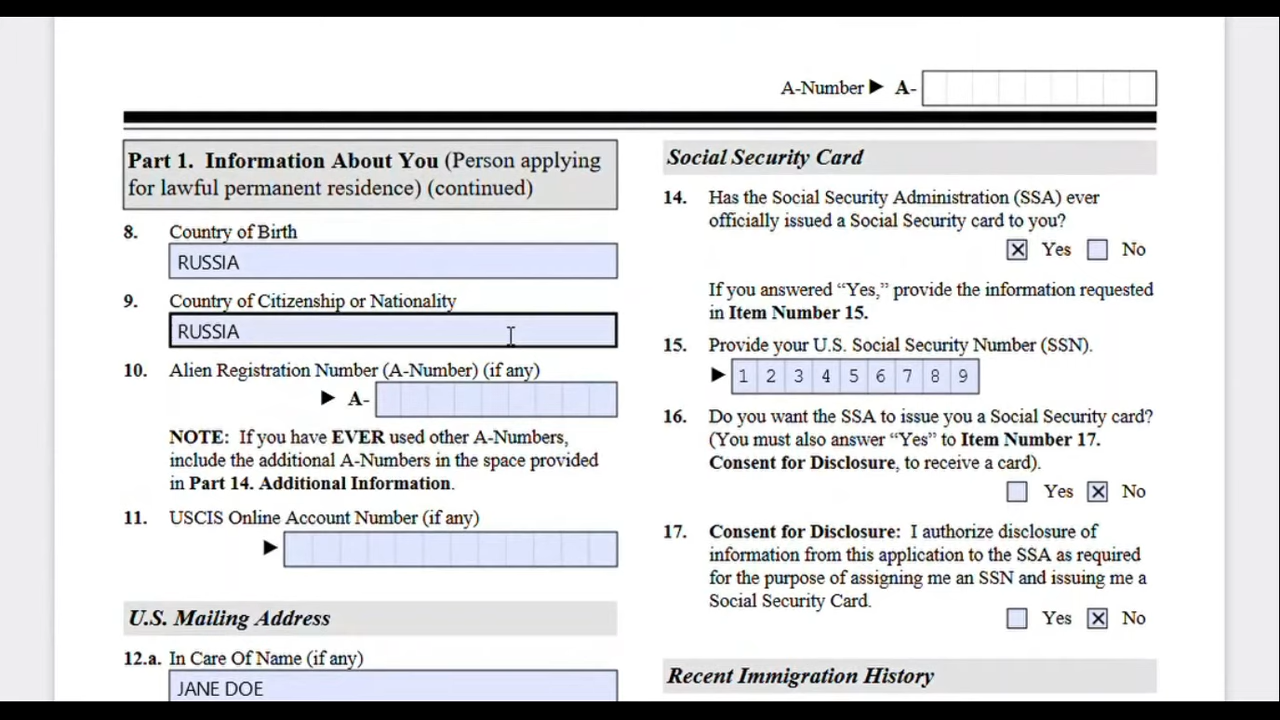 A-Number ▶ A-
Part 1. Information About You (Person applying
for lawful permanent residence) (continued)
8. Country of Birth
RUSSIA
9. Country of Citizenship or Nationality
RUSSIA
10. Alien Registration Number (A-Number) (if any)
▶ A-
NOTE: If you have EVER used other A-Numbers,
include the additional A-Numbers in the space provided
in Part 14. Additional Information.
11. USCIS Online Account Number (if any)
▶
U.S. Mailing Address
12.a. In Care Of Name (if any)
JANE DOE
Social Security Card
14. Has the Social Security Administration (SSA) ever
officially issued a Social Security card to you?
☒ Yes ☐ No
If you answered “Yes,” provide the information requested
in Item Number 15.
15. Provide your U.S. Social Security Number (SSN).
▶ 1 2 3 4 5 6 7 8 9
16. Do you want the SSA to issue you a Social Security card?
(You must also answer “Yes” to Item Number 17.
Consent for Disclosure, to receive a card).
☐ Yes ☒ No
17. Consent for Disclosure: I authorize disclosure of
information from this application to the SSA as required
for the purpose of assigning me an SSN and issuing me a
Social Security Card.
☐ Yes ☒ No
Recent Immigration History